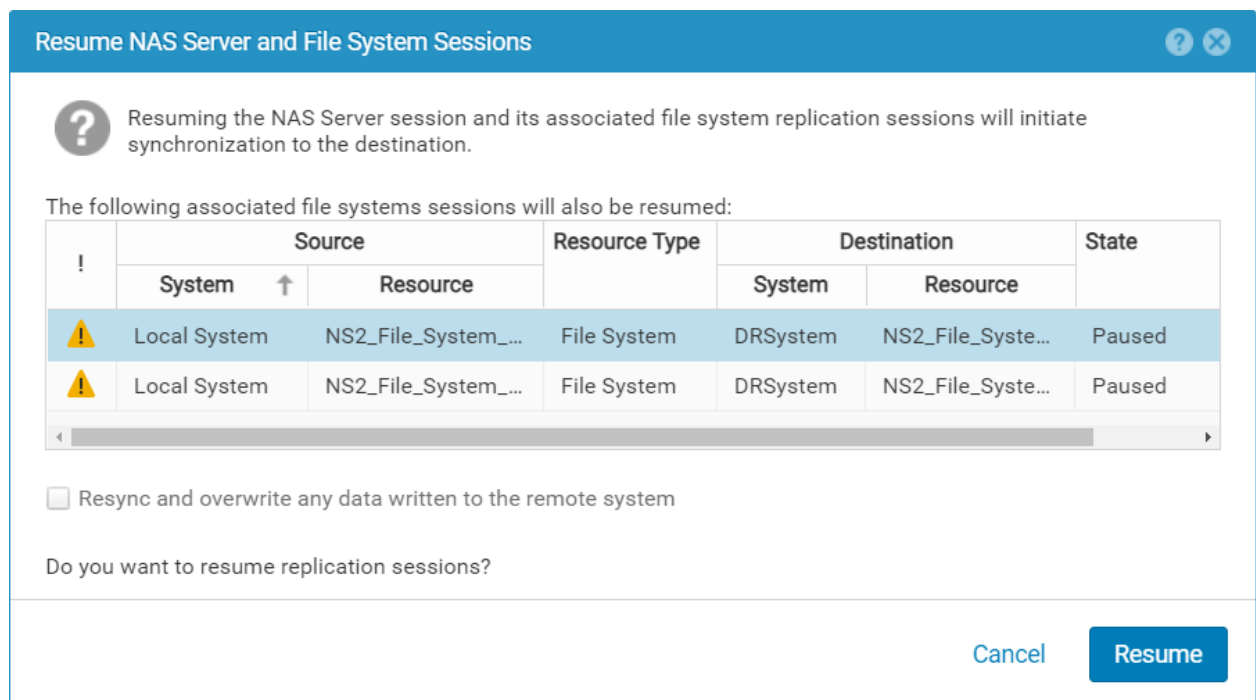 Resume NAS Server and File System Sessions
Resuming the NAS Server session and its associated file system replication sessions will initiate
synchronization to the destination.
The following associated file systems sessions will also be resumed:
! Source Resource Type Destination State
System Resource System Resource
Local System NS2_File_System_... File System DRSystem NS2_File_Syste... Paused
Local System NS2_File_System_... File System DRSystem NS2_File_Syste... Paused
Resync and overwrite any data written to the remote system
Do you want to resume replication sessions?
Cancel Resume